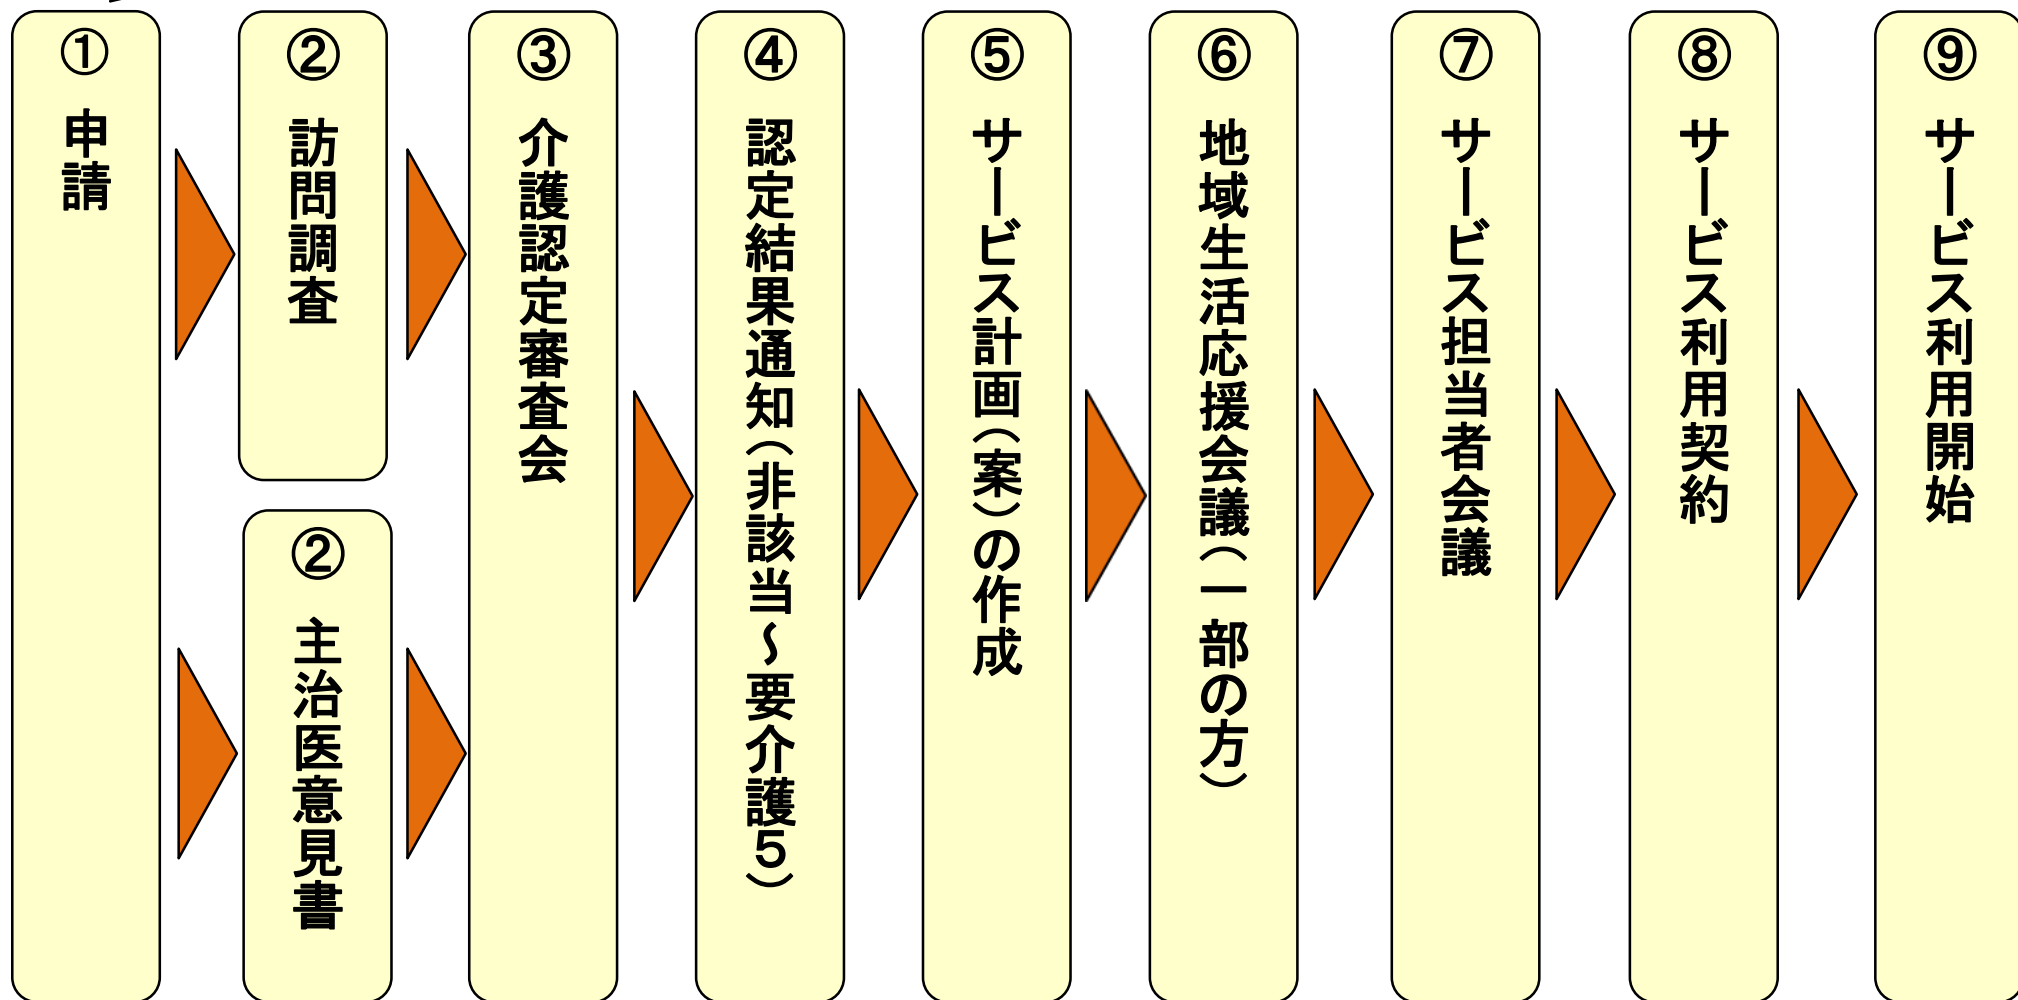 ① 申請
② 訪問調査
② 主治医意見書
③ 介護認定審査会
④ 認定結果通知（非該当～要介護５）
⑤ サービス計画（案）の作成
⑥ 地域生活応援会議（一部の方）
⑦ サービス担当者会議
⑧ サービス利用契約
⑨ サービス利用開始